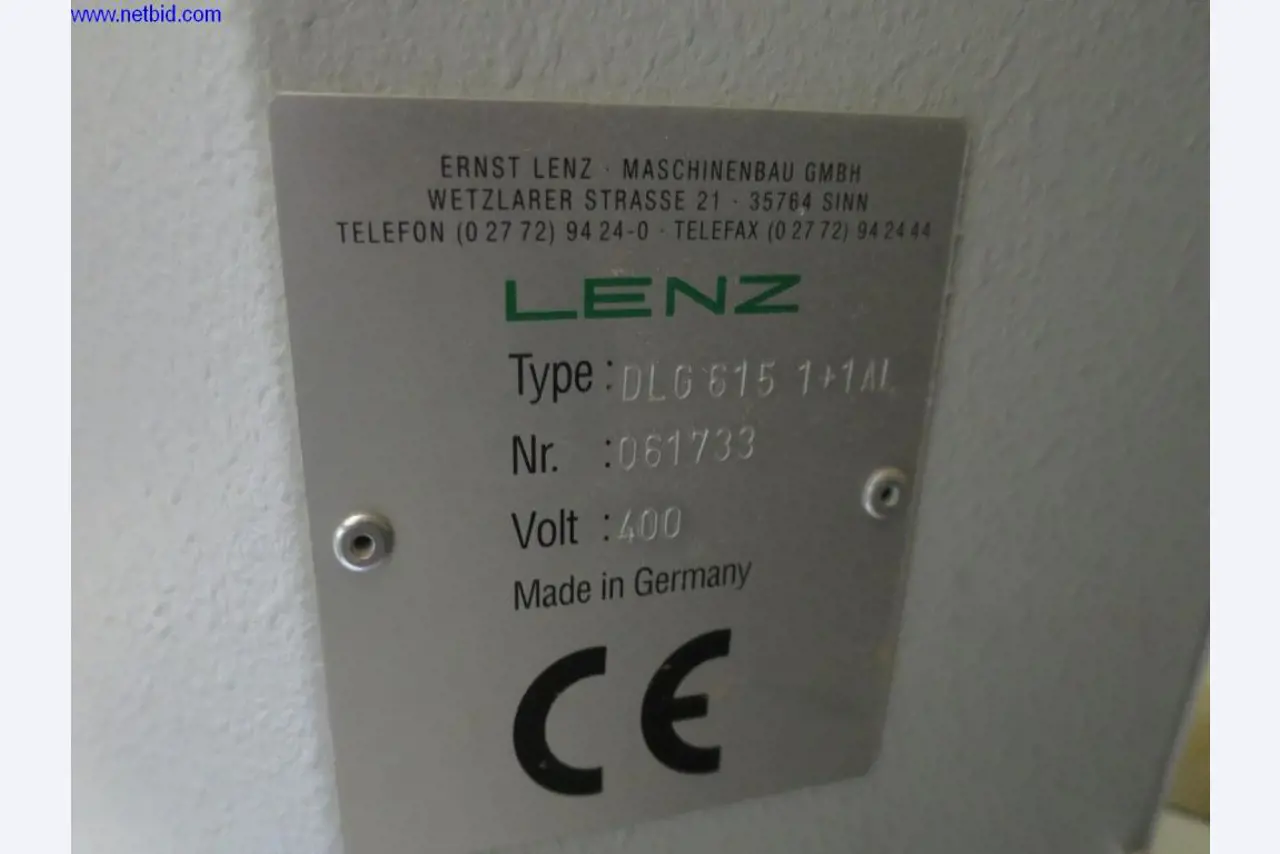 www.netbid.com
ERNST LENZ · MASCHINENBAU GMBH
WETZLARER STRASSE 21 · 35764 SINN
TELEFON (0 27 72) 94 24-0 · TELEFAX (0 27 72) 94 24 44
LENZ
Type : DLG 615 1+1AL
Nr. : 061733
Volt : 400
Made in Germany
CE